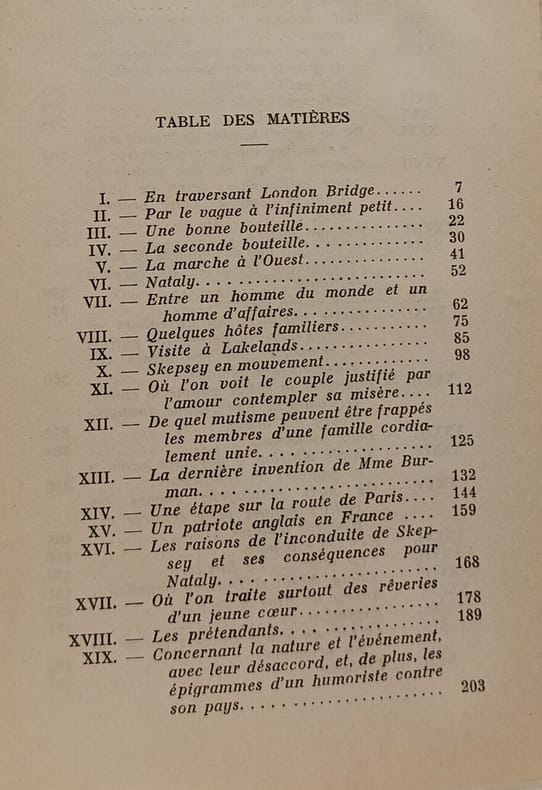 TABLE DES MATIÈRES
I. — En traversant London Bridge...... 7
II. — Par le vague à l'infiniment petit.... 16
III. — Une bonne bouteille............... 22
IV. — La seconde bouteille.............. 30
V. — La marche à l'Ouest............... 41
VI. — Nataly............................ 52
VII. — Entre un homme du monde et un
homme d'affaires................ 62
VIII. — Quelques hôtes familiers........... 75
IX. — Visite à Lakelands................ 85
X. — Skepsey en mouvement............. 98
XI. — Où l'on voit le couple justifié par
l'amour contempler sa misère.... 112
XII. — De quel mutisme peuvent être frappés
les membres d'une famille cordia-
lement unie...................... 125
XIII. — La dernière invention de Mme Bur-
man............................. 132
XIV. — Une étape sur la route de Paris.... 144
XV. — Un patriote anglais en France .... 159
XVI. — Les raisons de l'inconduite de Skep-
sey et ses conséquences pour
Nataly........................... 168
XVII. — Où l'on traite surtout des rêveries
d'un jeune cœur.................. 178
XVIII. — Les prétendants................... 189
XIX. — Concernant la nature et l'événement,
avec leur désaccord, et, de plus, les
épigrammes d'un humoriste contre
son pays......................... 203